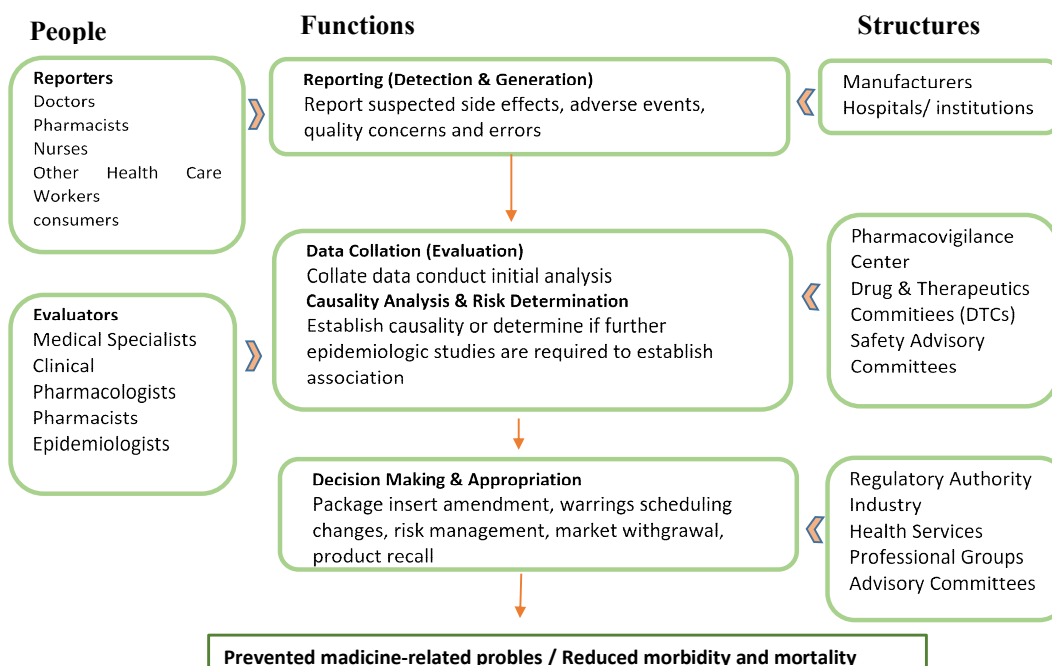 People
Functions
Structures
Reporters
Doctors
Pharmacists
Nurses
Other Health Care
Workers
consumers
Reporting (Detection & Generation)
Report suspected side effects, adverse events,
quality concerns and errors
Manufacturers
Hospitals/ institutions
Data Collation (Evaluation)
Collate data conduct initial analysis
Causality Analysis & Risk Determination
Establish causality or determine if further
epidemiologic studies are required to establish
association
Pharmacovigilance
Center
Drug & Therapeutics
Commitiees (DTCs)
Safety Advisory
Committees
Evaluators
Medical Specialists
Clinical
Pharmacologists
Pharmacists
Epidemiologists
Decision Making & Appropriation
Package insert amendment, warrings scheduling
changes, risk management, market withgrawal,
product recall
Regulatory Authority
Industry
Health Services
Professional Groups
Advisory Committees
Prevented madicine-related probles / Reduced morbidity and mortality